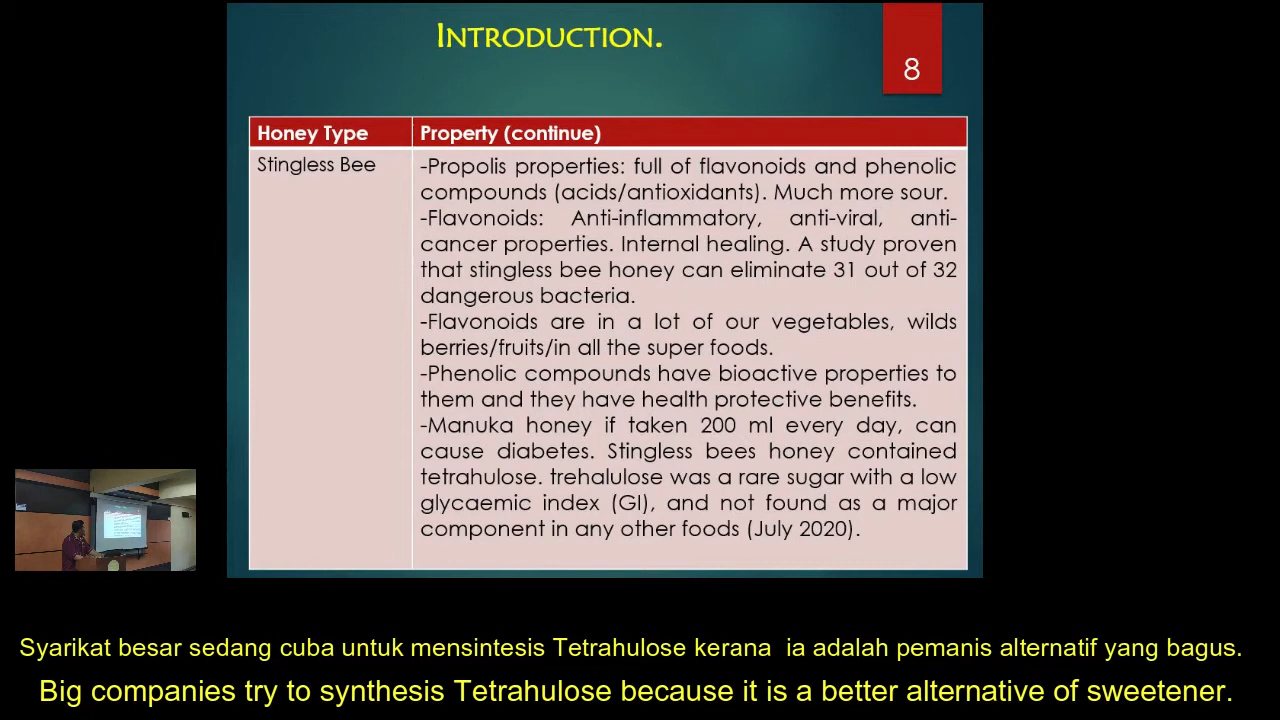 INTRODUCTION.
8
Honey Type
Property (continue)
Stingless Bee
-Propolis properties: full of flavonoids and phenolic
compounds (acids/antioxidants). Much more sour.
-Flavonoids: Anti-inflammatory, anti-viral, anti-
cancer properties. Internal healing. A study proven
that stingless bee honey can eliminate 31 out of 32
dangerous bacteria.
-Flavonoids are in a lot of our vegetables, wilds
berries/fruits/in all the super foods.
-Phenolic compounds have bioactive properties to
them and they have health protective benefits.
-Manuka honey if taken 200 ml every day, can
cause diabetes. Stingless bees honey contained
tetrahulose. trehalulose was a rare sugar with a low
glycaemic index (GI), and not found as a major
component in any other foods (July 2020).
Syarikat besar sedang cuba untuk mensintesis Tetrahulose kerana ia adalah pemanis alternatif yang bagus.
Big companies try to synthesis Tetrahulose because it is a better alternative of sweetener.